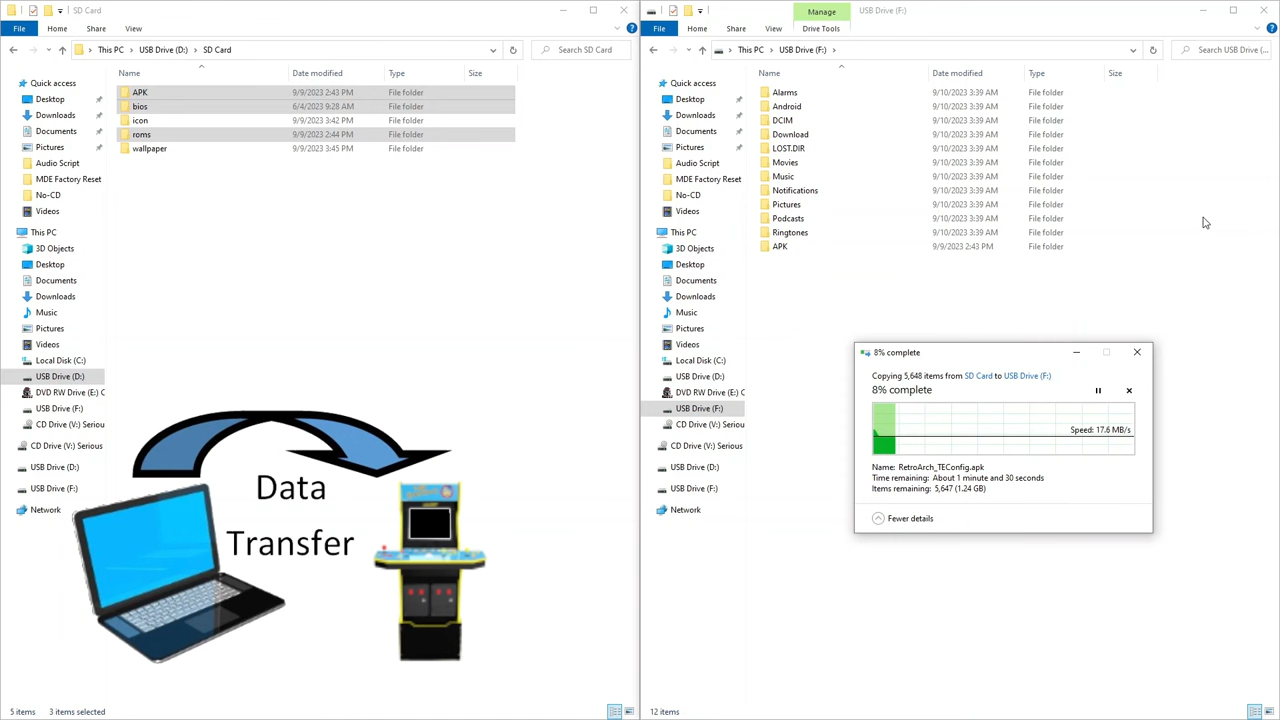 SD Card
File
Home
Share
View
This PC
USB Drive (D:)
SD Card
Search SD Card
Quick access
Desktop
Downloads
Documents
Pictures
Audio Script
MDE Factory Reset
No-CD
Videos
This PC
3D Objects
Desktop
Documents
Downloads
Music
Pictures
Videos
Local Disk (C:)
USB Drive (D:)
DVD RW Drive (E:) C
USB Drive (F:)
CD Drive (V:) Serious
CD Drive (V:) Serious
USB Drive (D:)
USB Drive (F:)
Network
Name Date modified Type Size
APK 9/9/2023 2:43 PM File folder
bios 6/4/2023 9:28 AM File folder
icon 9/9/2023 3:42 PM File folder
roms 9/9/2023 2:44 PM File folder
wallpaper 9/9/2023 3:45 PM File folder
Data
Transfer
5 items 3 items selected
Manage
USB Drive (F:)
File
Home
Share
View
Drive Tools
This PC
USB Drive (F:)
Search USB Drive (...
Quick access
Desktop
Downloads
Documents
Pictures
Audio Script
MDE Factory Reset
No-CD
Videos
This PC
3D Objects
Desktop
Documents
Downloads
Music
Pictures
Videos
Local Disk (C:)
USB Drive (D:)
DVD RW Drive (E:) C
USB Drive (F:)
CD Drive (V:) Serious
CD Drive (V:) Serious
USB Drive (D:)
USB Drive (F:)
Network
Name Date modified Type Size
Alarms 9/10/2023 3:39 AM File folder
Android 9/10/2023 3:39 AM File folder
DCIM 9/10/2023 3:39 AM File folder
Download 9/10/2023 3:39 AM File folder
LOST.DIR 9/10/2023 3:39 AM File folder
Movies 9/10/2023 3:39 AM File folder
Music 9/10/2023 3:39 AM File folder
Notifications 9/10/2023 3:39 AM File folder
Pictures 9/10/2023 3:39 AM File folder
Podcasts 9/10/2023 3:39 AM File folder
Ringtones 9/10/2023 3:39 AM File folder
APK 9/9/2023 2:43 PM File folder
8% complete
Copying 5,648 items from SD Card to USB Drive (F:)
8% complete
Speed: 17.6 MB/s
Name: RetroArch_TEConfig.apk
Time remaining: About 1 minute and 30 seconds
Items remaining: 5,647 (1.24 GB)
Fewer details
12 items